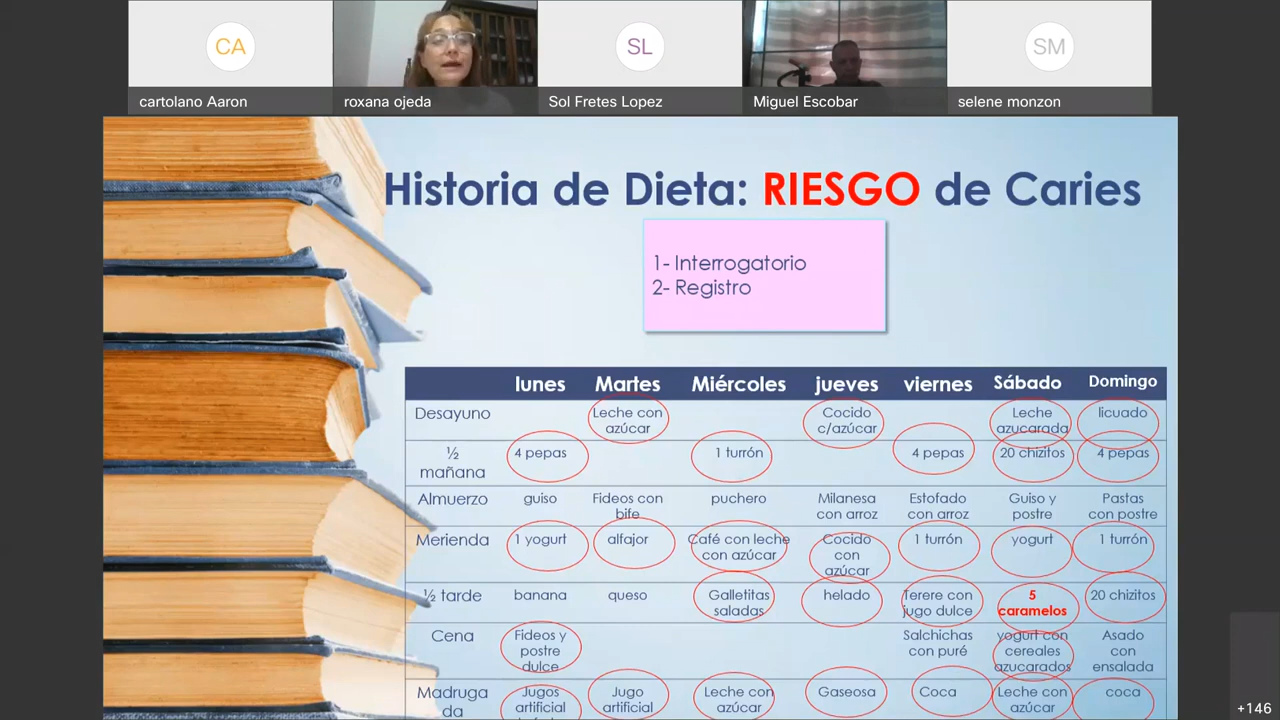 CA
SL
SM
cartolano Aaron
roxana ojeda
Sol Fretes Lopez
Miguel Escobar
selene monzon
Historia de Dieta: RIESGO de Caries
1- Interrogatorio
2- Registro
lunes Martes Miércoles jueves viernes Sábado Domingo
Desayuno
Leche con
azúcar
Cocido
c/azúcar
Leche
azucarada
licuado
½
mañana
4 pepas
1 turrón
4 pepas
20 chizitos
4 pepas
Almuerzo
guiso
Fideos con
bife
puchero
Milanesa
con arroz
Estofado
con arroz
Guiso y
postre
Pastas
con postre
Merienda
1 yogurt
alfajor
Café con leche
con azúcar
Cocido
con
azúcar
1 turrón
yogurt
1 turrón
½ tarde
banana
queso
Galletitas
saladas
helado
Terere con
jugo dulce
5
caramelos
20 chizitos
Cena
Fideos y
postre
dulce
Salchichas
con puré
yogurt con
cereales
azucarados
Asado
con
ensalada
Madruga
da
Jugos
artificial
Jugo
artificial
Leche con
azúcar
Gaseosa
Coca
Leche con
azúcar
coca
+146